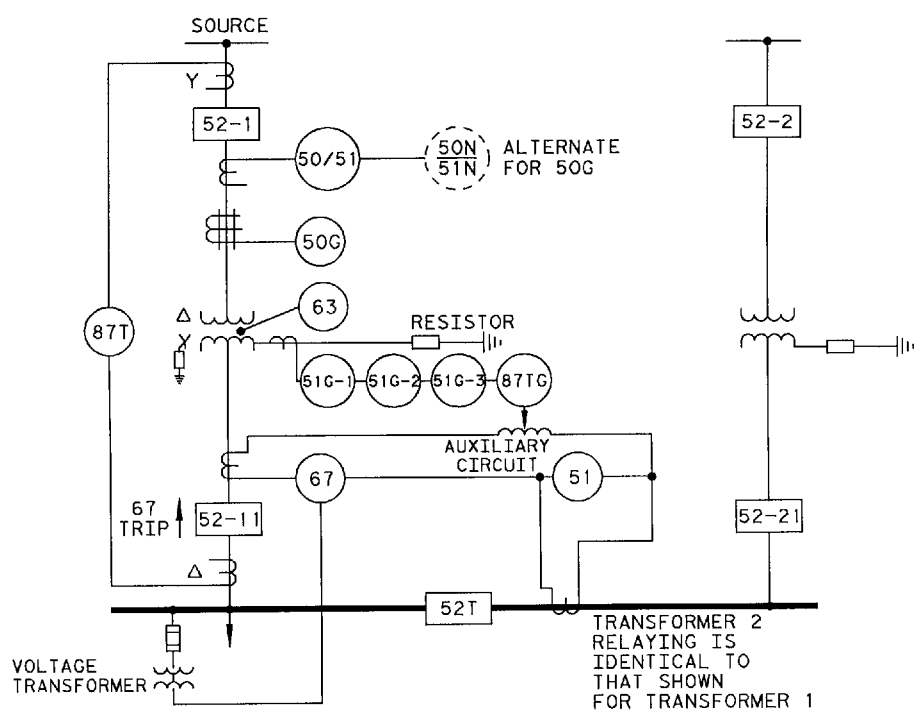 SOURCE
Y
52-1
52-2
50/51
50N
51N
ALTERNATE
FOR 50G
50G
63
Δ
87T
Y
RESISTOR
51G-1
51G-2
51G-3
87TG
AUXILIARY
CIRCUIT
67
51
67
TRIP
52-11
52-21
Δ
52T
TRANSFORMER 2
RELAYING IS
IDENTICAL TO
THAT SHOWN
FOR TRANSFORMER 1
VOLTAGE
TRANSFORMER